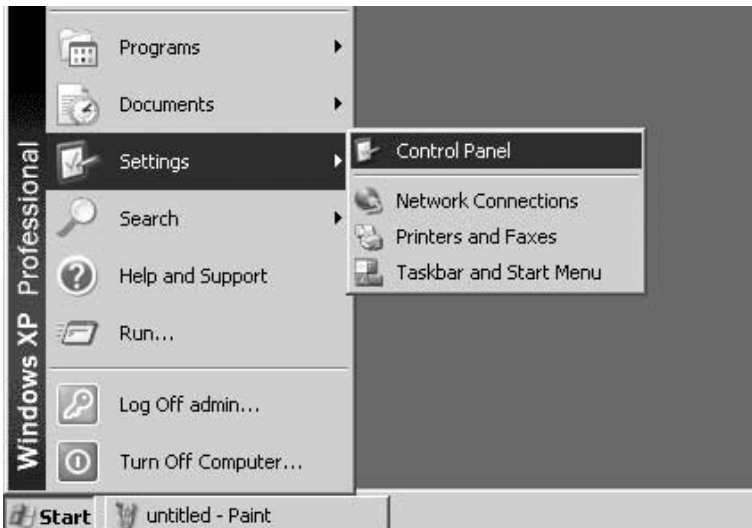 Programs
Documents
Settings
Search
Help and Support
Run...
Log Off admin...
Turn Off Computer...
Control Panel
Network Connections
Printers and Faxes
Taskbar and Start Menu
Windows XP Professional
Start
untitled - Paint